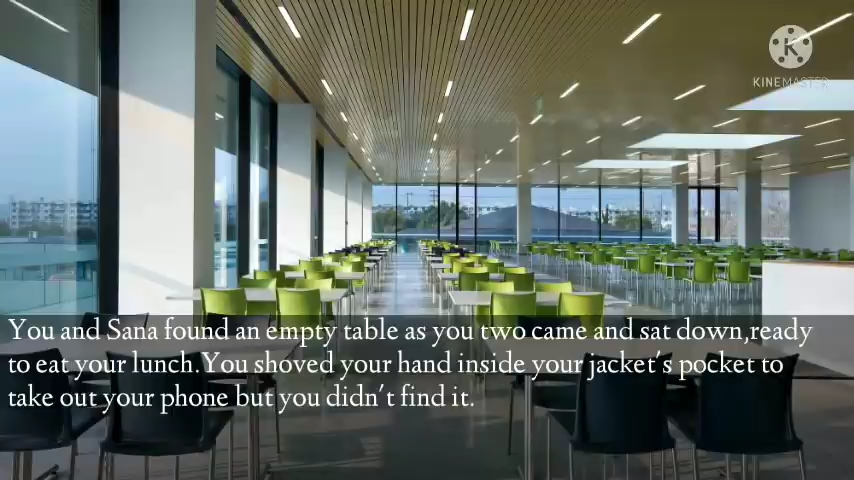 KINEMASTER
You and Sana found an empty table as you two came and sat down,ready
to eat your lunch.You shoved your hand inside your jacket's pocket to
take out your phone but you didn't find it.